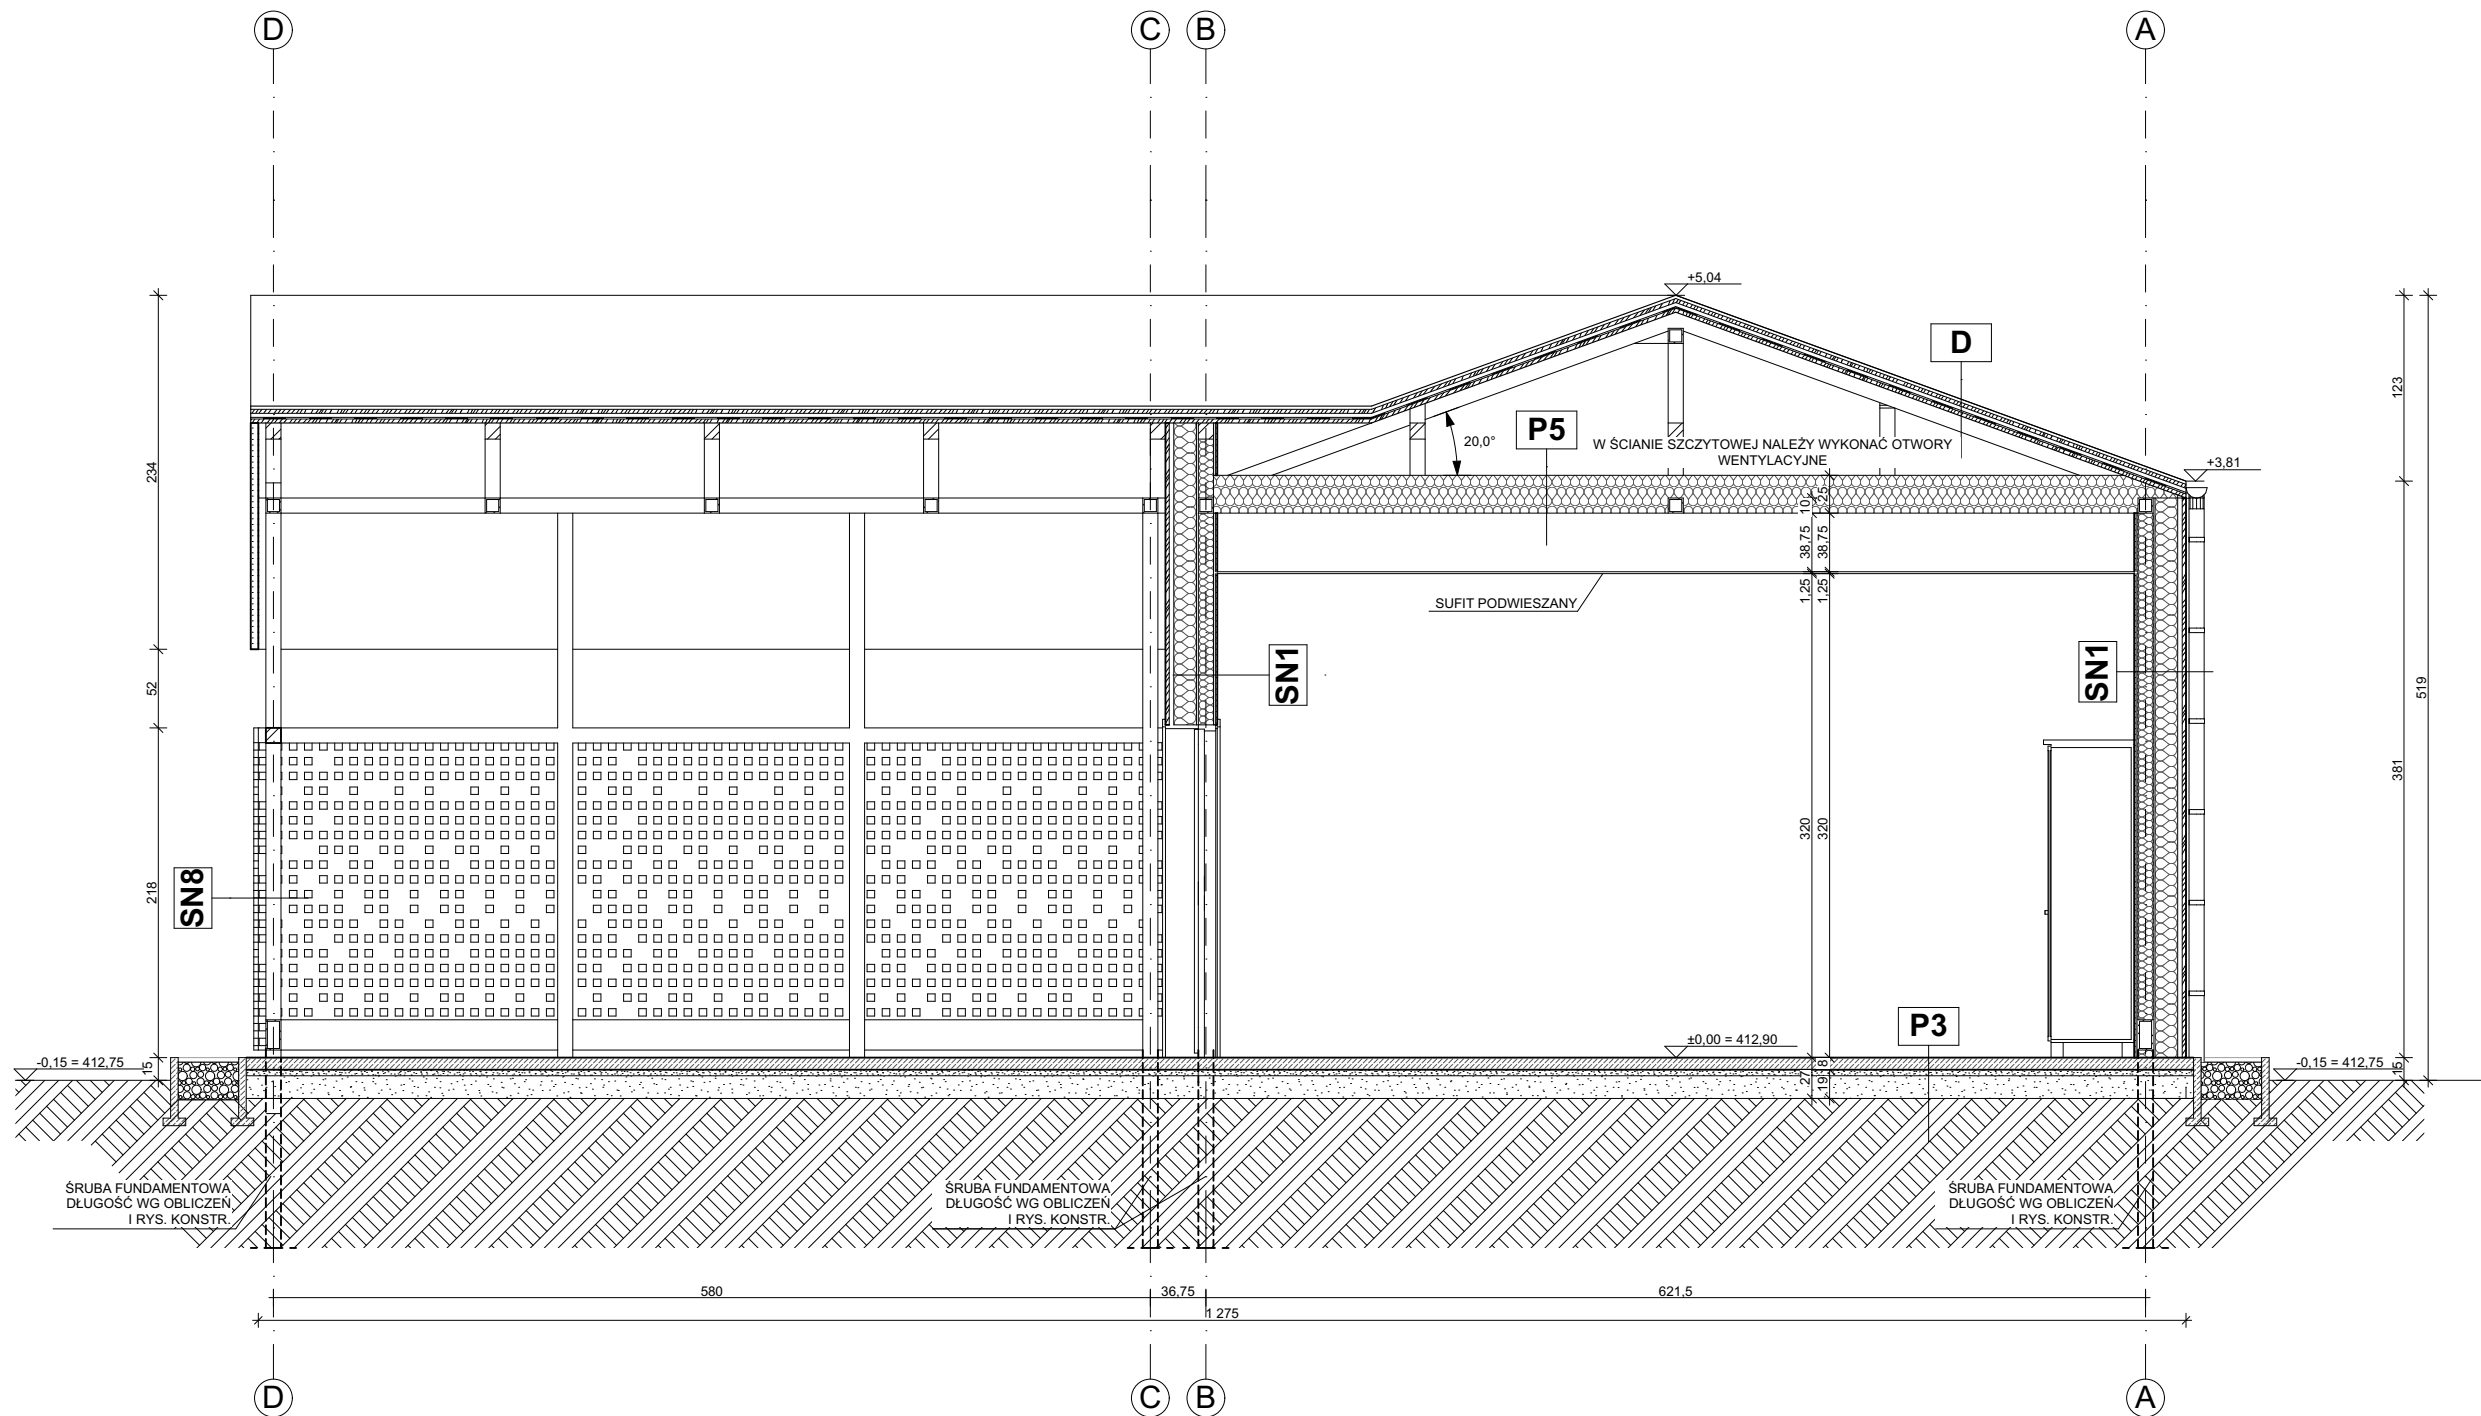 D
C
B
A
+5,04
D
P5
20,0°
W ŚCIANIE SZCZYTOWEJ NALEŻY WYKONAĆ OTWORY
WENTYLACYJNE
+3,81
123
234
25
10
38,75
38,75
1,25
1,25
SUFIT PODWIESZANY
SN1
SN1
52
519
381
320
320
218
SN8
P3
±0,00 = 412,90
-0,15 = 412,75
15
-0,15 = 412,75
15
8
27
19
ŚRUBA FUNDAMENTOWA
DŁUGOŚĆ WG OBLICZEŃ
I RYS. KONSTR.
ŚRUBA FUNDAMENTOWA
DŁUGOŚĆ WG OBLICZEŃ
I RYS. KONSTR.
ŚRUBA FUNDAMENTOWA
DŁUGOŚĆ WG OBLICZEŃ
I RYS. KONSTR.
580
36,75
621,5
1 275
D
C
B
A